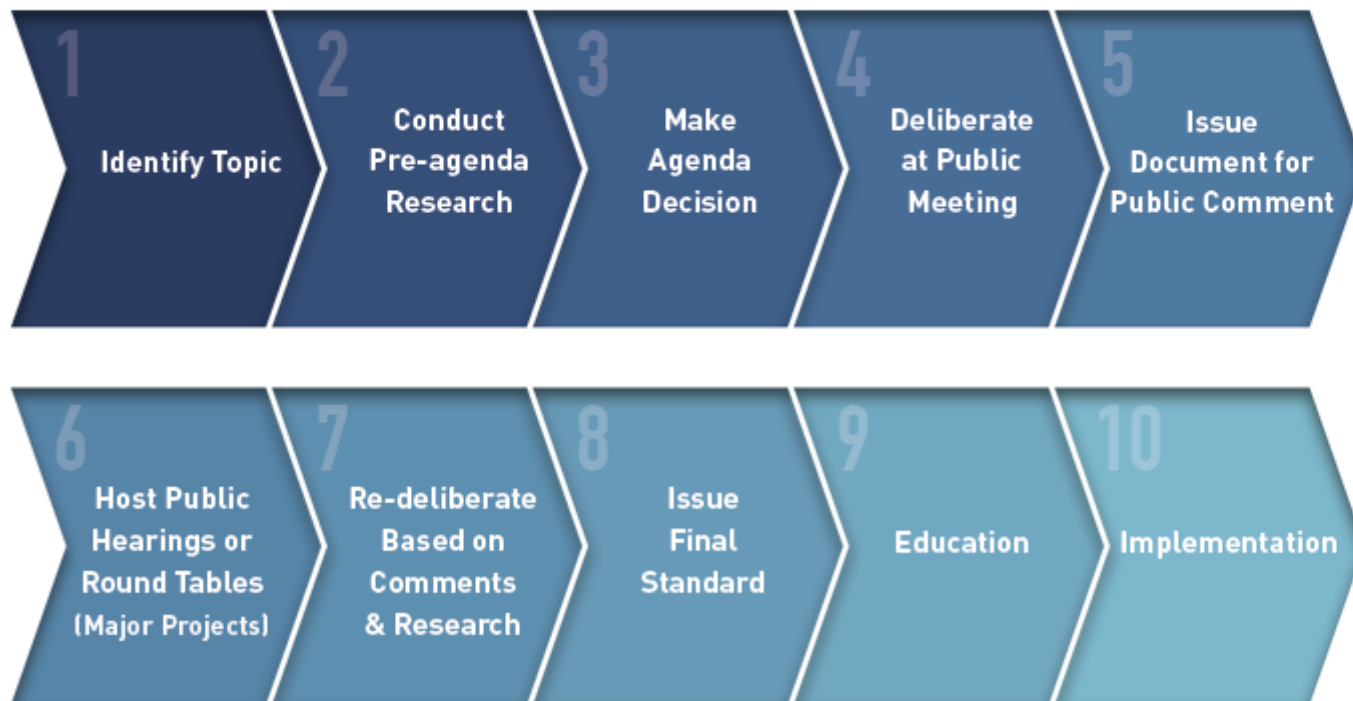 1
Identify Topic
2
Conduct
Pre-agenda
Research
3
Make
Agenda
Decision
4
Deliberate
at Public
Meeting
5
Issue
Document for
Public Comment
6
Host Public
Hearings or
Round Tables
(Major Projects)
7
Re-deliberate
Based on
Comments
& Research
8
Issue
Final
Standard
9
Education
10
Implementation